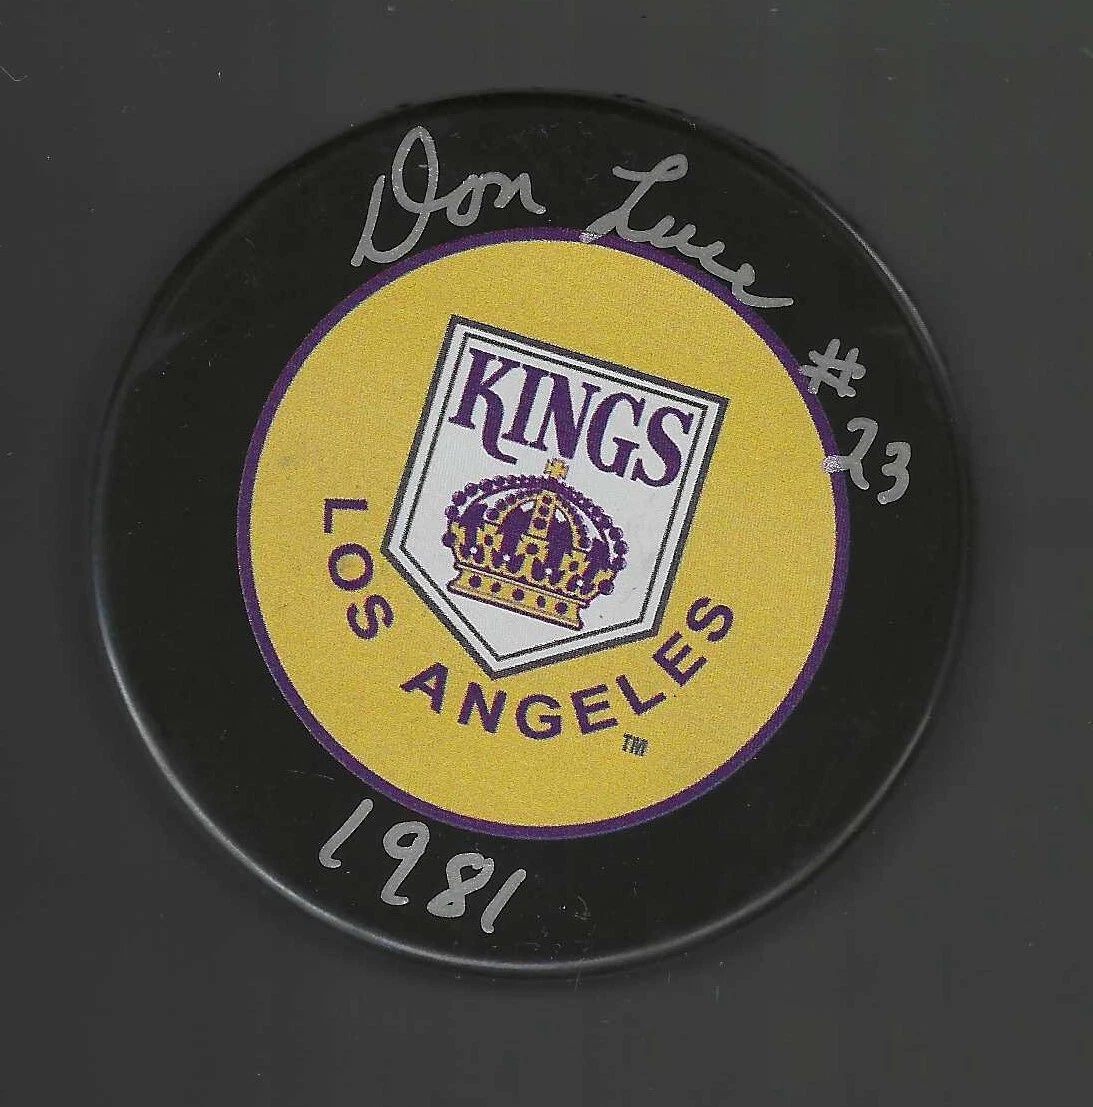 Don Luce
#
23
KINGS
LOS ANGELES
TM
1981